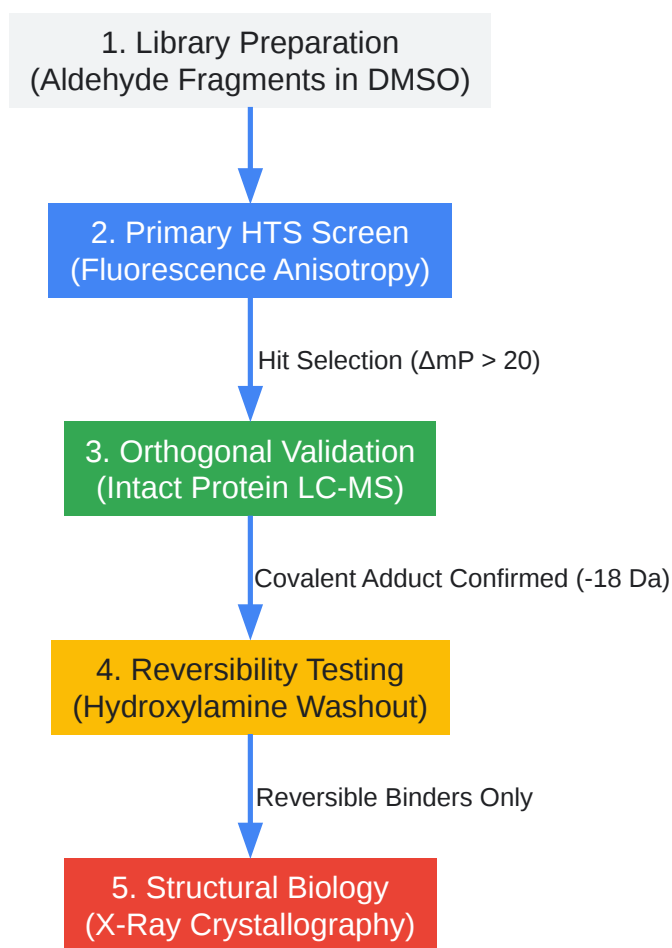 1. Library Preparation
(Aldehyde Fragments in DMSO)
2. Primary HTS Screen
(Fluorescence Anisotropy)
Hit Selection (ΔmP > 20)
3. Orthogonal Validation
(Intact Protein LC-MS)
Covalent Adduct Confirmed (-18 Da)
4. Reversibility Testing
(Hydroxylamine Washout)
Reversible Binders Only
5. Structural Biology
(X-Ray Crystallography)